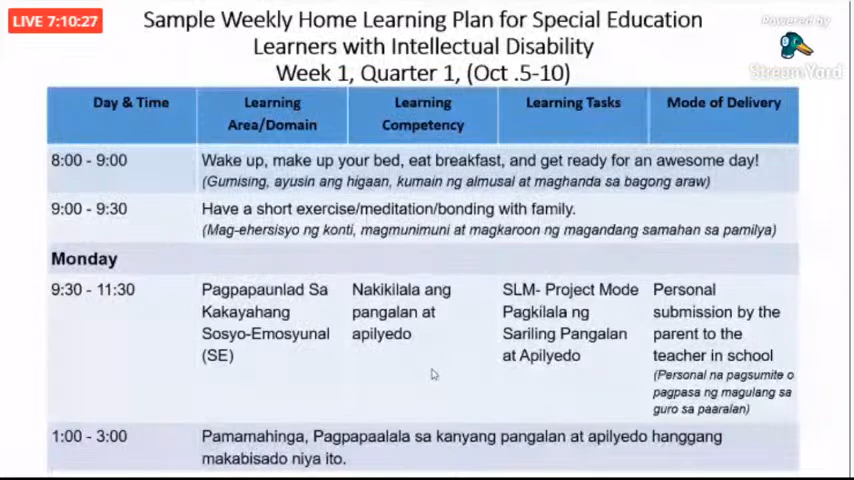 LIVE 7:10:27
Powered by
StreamYard
Sample Weekly Home Learning Plan for Special Education
Learners with Intellectual Disability
Week 1, Quarter 1, (Oct .5-10)
Day & Time
Learning
Area/Domain
Learning
Competency
Learning Tasks
Mode of Delivery
8:00 - 9:00
Wake up, make up your bed, eat breakfast, and get ready for an awesome day!
(Gumising, ayusin ang higaan, kumain ng almusal at maghanda sa bagong araw)
9:00 - 9:30
Have a short exercise/meditation/bonding with family.
(Mag-ehersisyo ng konti, magmunimuni at magkaroon ng magandang samahan sa pamilya)
Monday
9:30 - 11:30
Pagpapaunlad Sa
Kakayahang
Sosyo-Emosyunal
(SE)
Nakikilala ang
pangalan at
apilyedo
SLM- Project Mode
Pagkilala ng
Sariling Pangalan
at Apilyedo
Personal
submission by the
parent to the
teacher in school
(Personal na pagsumite o
pagpasa ng magulang sa
guro sa paaralan)
1:00 - 3:00
Pamamahinga, Pagpapaalala sa kanyang pangalan at apilyedo hanggang
makabisado niya ito.